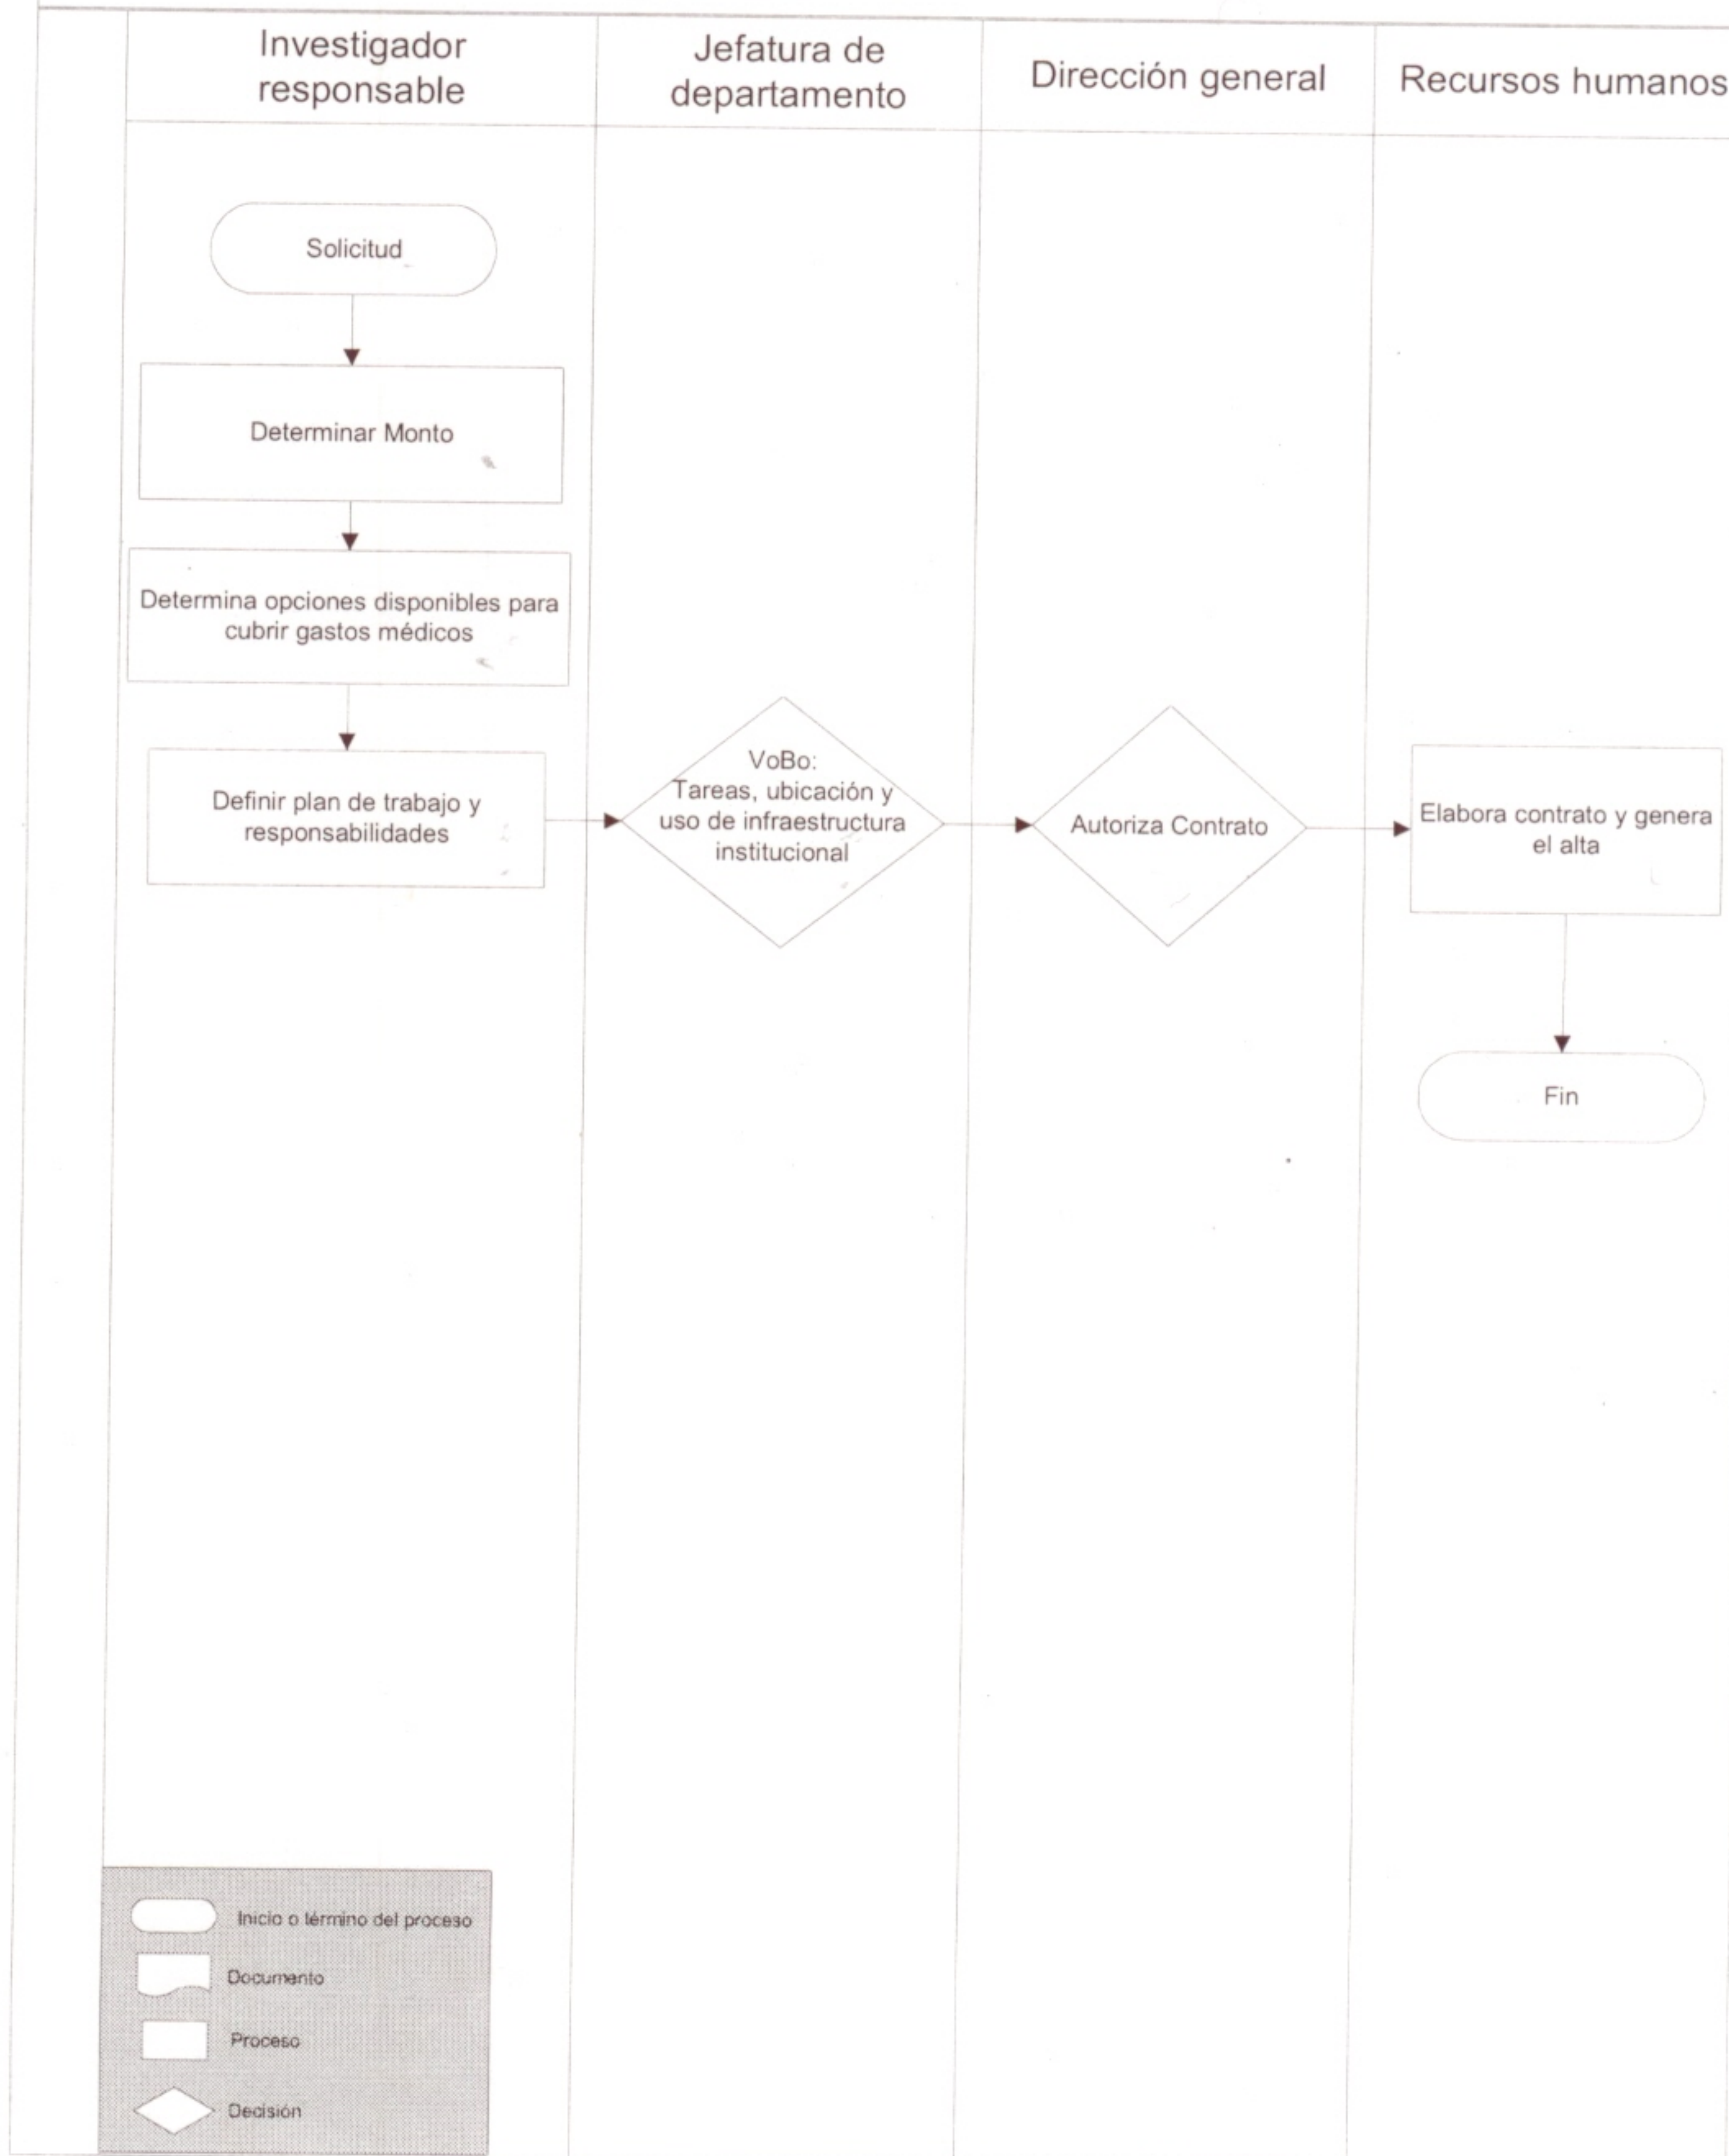 Investigador
responsable
Jefatura de
departamento
Dirección general
Recursos humanos
Solicitud
Determinar Monto
Determina opciones disponibles para
cubrir gastos médicos
Definir plan de trabajo y
responsabilidades
VoBo:
Tareas, ubicación y
uso de infraestructura
institucional
Autoriza Contrato
Elabora contrato y genera
el alta
Fin
Inicio o término del proceso
Documento
Proceso
Decisión